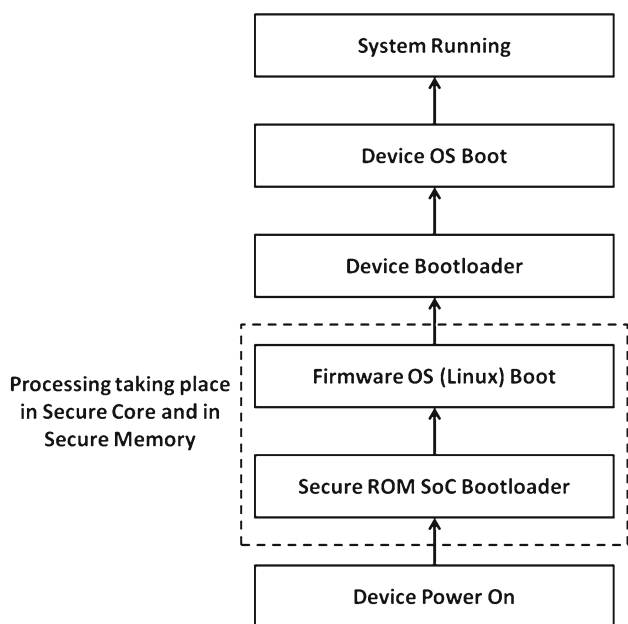 System Running
Device OS Boot
Device Bootloader
Firmware OS (Linux) Boot
Processing taking place
in Secure Core and in
Secure Memory
Secure ROM SoC Bootloader
Device Power On